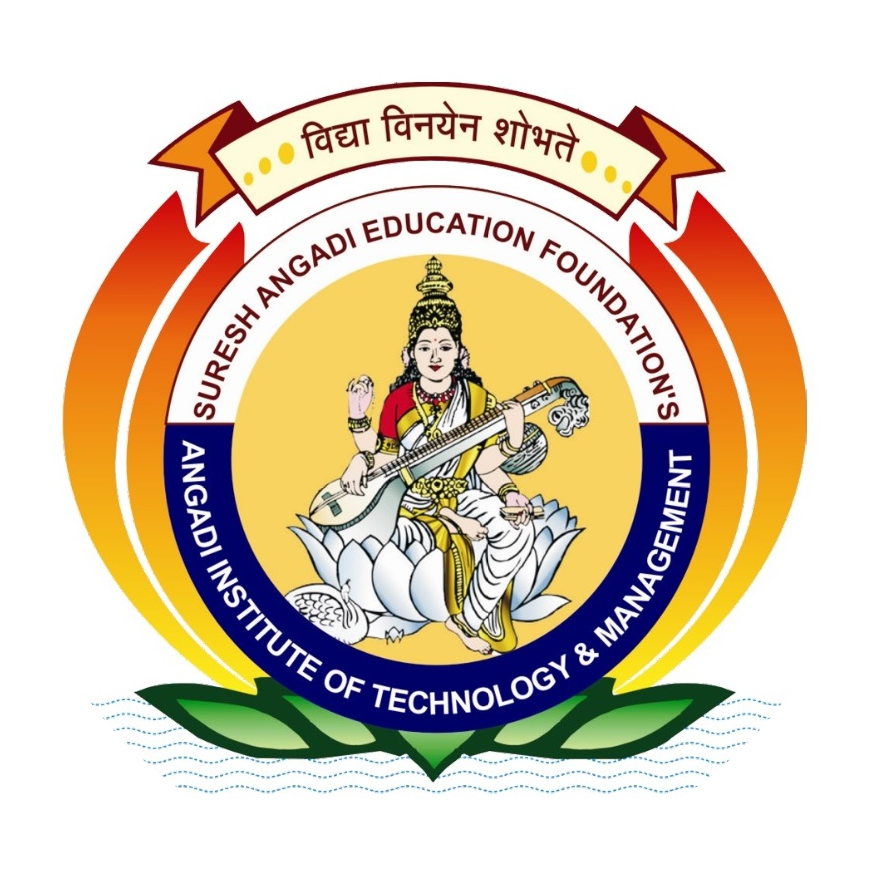 विद्या विनयेन शोभते
SURESH ANGADI EDUCATION FOUNDATION'S
ANGADI INSTITUTE OF TECHNOLOGY & MANAGEMENT